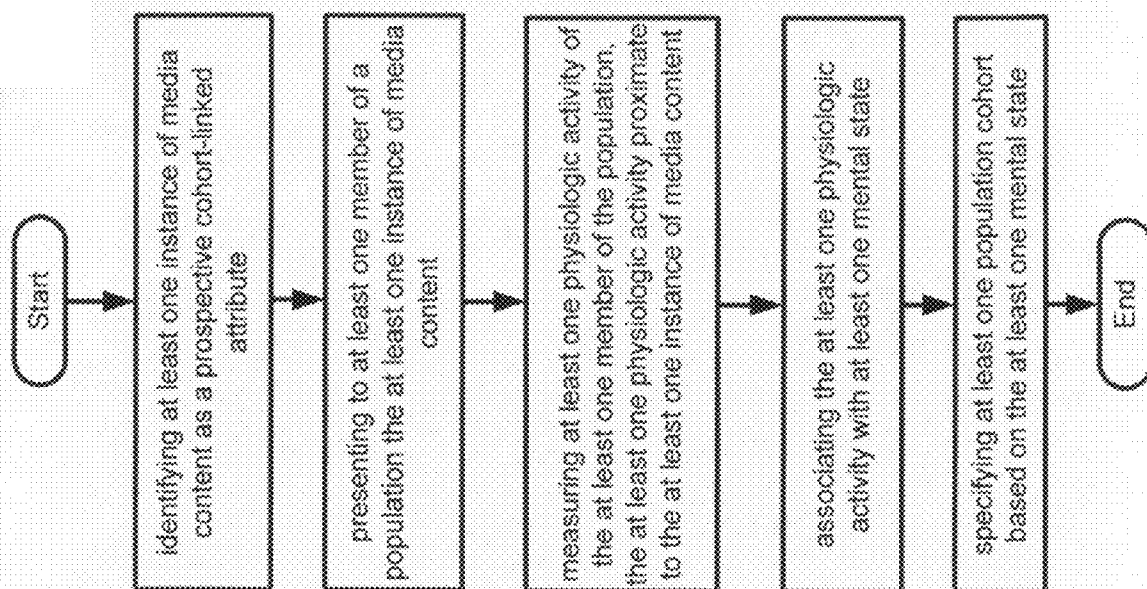 Start
identifying at least one instance of media
content as a prospective cohort-linked
attribute
presenting to at least one member of a
population the at least one instance of media
content
measuring at least one physiologic activity of
the at least one member of the population,
the at least one physiologic activity proximate
to the at least one instance of media content
associating the at least one physiologic
activity with at least one mental state
specifying at least one population cohort
based on the at least one mental state
End